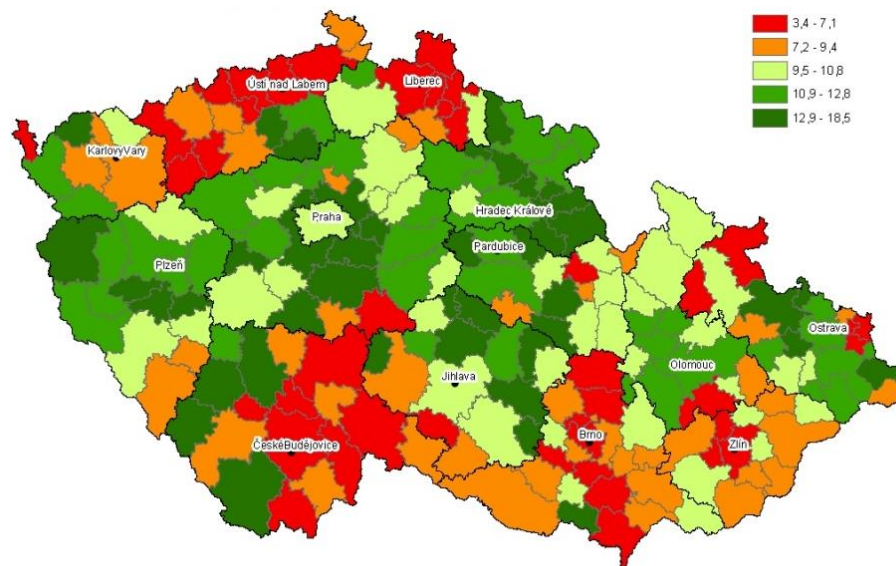 3,4 - 7,1
7,2 - 9,4
9,5 - 10,8
10,9 - 12,8
12,9 - 18,5
Ústí nad Labem
Liberec
KarlovyVary
Praha
Hradec Králové
Pardubice
Plzeň
Ostrava
Olomouc
Jihlava
ČeskéBudějovice
Brno
Zlín